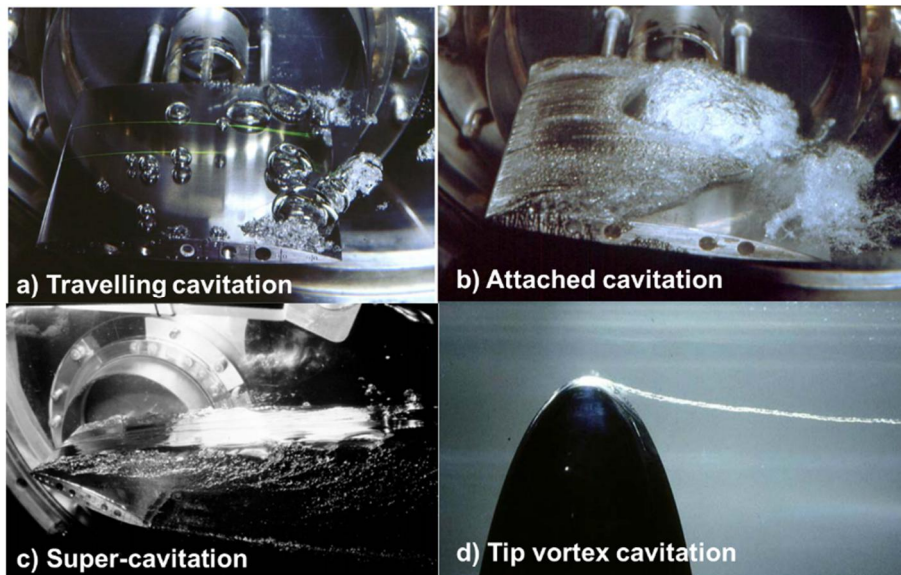 a) Travelling cavitation
b) Attached cavitation
c) Super-cavitation
d) Tip vortex cavitation